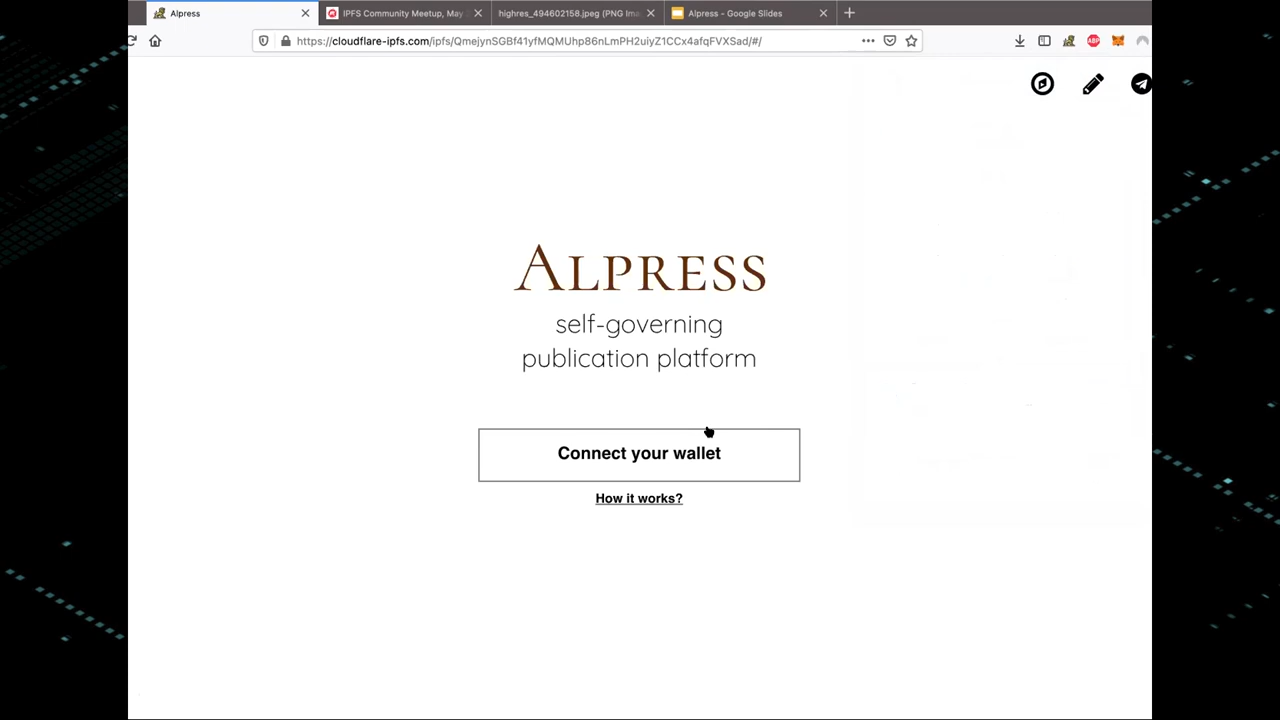 Alpress
IPFS Community Meetup, May
highres_494602158.jpeg (PNG Ima
Alpress - Google Slides
https://cloudflare-ipfs.com/ipfs/QmejynSGBf41yfMQMUhp86nLmPH2uiyZ1CCx4afqFVXSad/#/
ABP
ALPRESS
self-governing
publication platform
Connect your wallet
How it works?